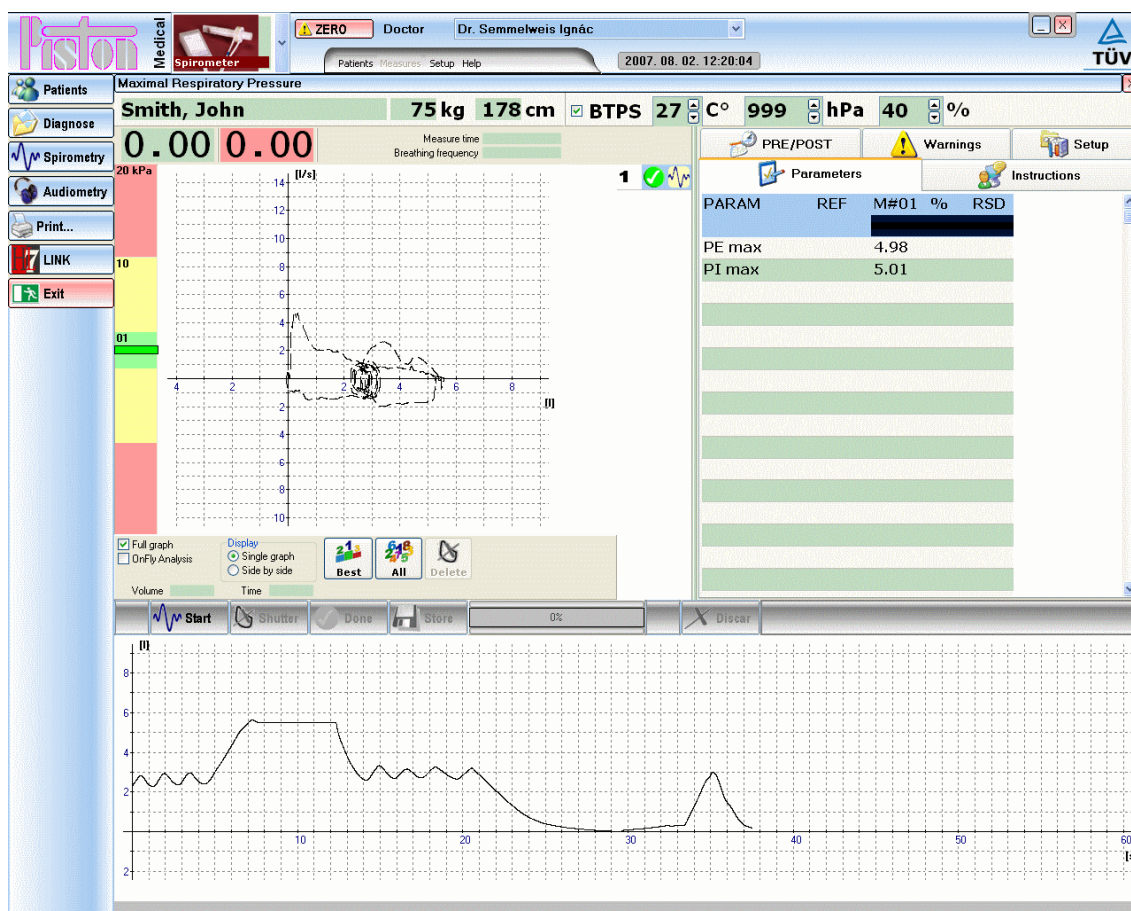 Piston
Medical
Spirometer
ZERO
Doctor
Dr. Semmelweis Ignác
Patients Measures Setup Help
2007. 08. 02. 12:20:04
TÜV
Patients
Diagnose
Spirometry
Audiometry
Print...
H7 LINK
Exit
Maximal Respiratory Pressure
Smith, John 75 kg 178 cm BTPS 27 C° 999 hPa 40 %
0.00 0.00
Measure time
Breathing frequency
20 kPa
10
01
[l/s]
14
12
10
8
6
4
2
4 2 2 4 6 8
[l]
2
4
6
8
10
1
PRE/POST Warnings Setup
Parameters Instructions
PARAM REF M#01 % RSD
PE max 4.98
PI max 5.01
Full graph
OnFly Analysis
Display
Single graph
Side by side
Best
All
Delete
Volume
Time
Start Shutter Done Store 0% Discar
[l]
8
6
4
2
10 20 30 40 50 60
2